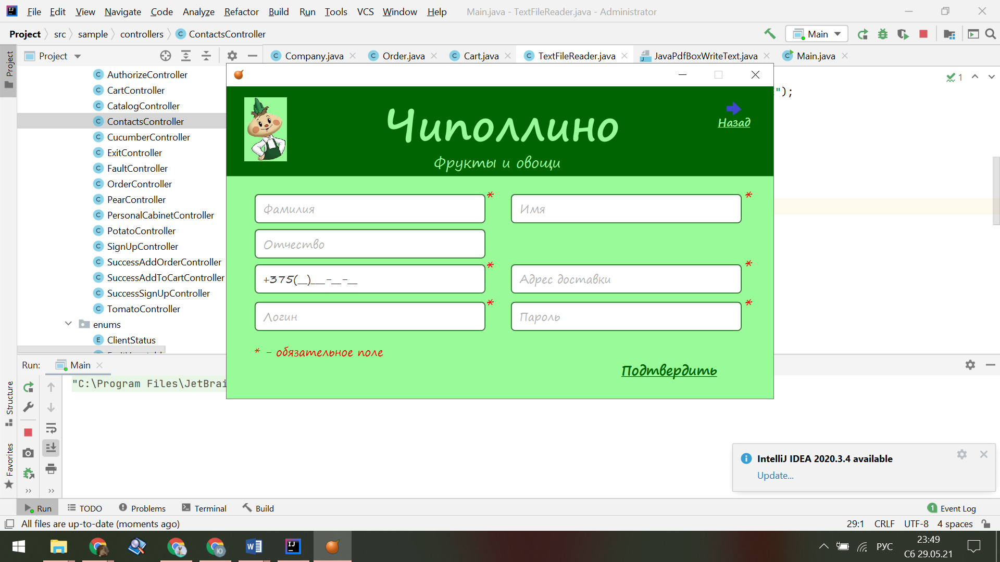 File Edit View Navigate Code Analyze Refactor Build Run Tools VCS Window Help Main.java - TextFileReader.java - Administrator
Project src sample controllers ContactsController Main
Project
Project
Company.java Order.java Cart.java TextFileReader.java JavaPdfBoxWriteText.java Main.java
AuthorizeController
CartController
CatalogController
ContactsController
CucumberController
ExitController
FaultController
OrderController
PearController
PersonalCabinetController
PotatoController
SignUpController
SuccessAddOrderController
SuccessAddToCartController
SuccessSignUpController
TomatoController
enums
ClientStatus
1
");
Чиполлино
Фрукты и овощи
Назад
Фамилия * Имя *
Отчество
+375(__)___-__-__ * Адрес доставки *
Логин * Пароль *
* - обязательное поле
Подтвердить
Run: Main
"C:\Program Files\JetBrai
Structure
Favorites
IntelliJ IDEA 2020.3.4 available
Update...
Run TODO Problems Terminal Build 1 Event Log
All files are up-to-date (moments ago) 29:1 CRLF UTF-8 4 spaces
РУС
23:49
Сб 29.05.21